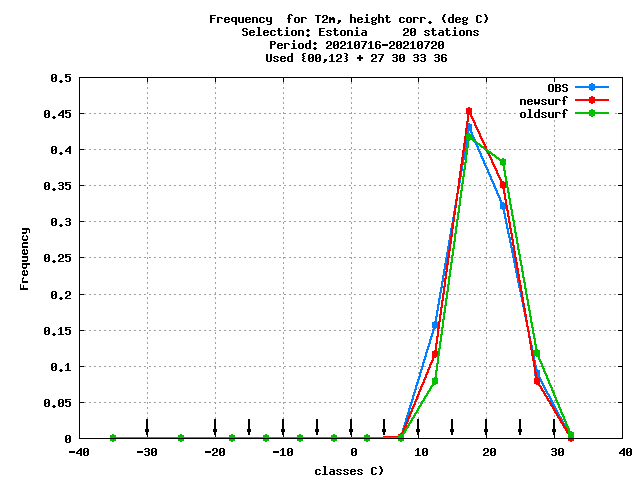 Frequency  for T2m, height corr. (deg C)
Selection: Estonia     20 stations
Period: 20210716-20210720
Used {00,12} + 27 30 33 36
OBS
newsurf
oldsurf
0.5
0.45
0.4
0.35
0.3
0.25
0.2
0.15
0.1
0.05
0
Frequency
-40 -30 -20 -10 0 10 20 30 40
classes C)